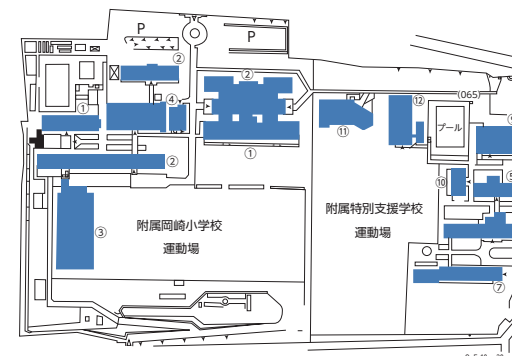 P
P
②
②
④
①
①
②
③
⑪
⑫
(065)
プール
⑩
⑦
附属岡崎小学校
運動場
附属特別支援学校
運動場